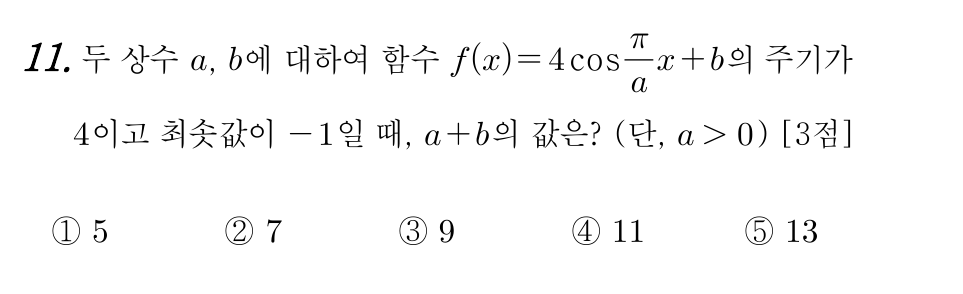 11. 두 상수 a, b에 대하여 함수 f(x)=4cos π/a x+b의 주기가
4이고 최솟값이 −1일 때, a+b의 값은? (단, a>0) [3점]
① 5 ② 7 ③ 9 ④ 11 ⑤ 13